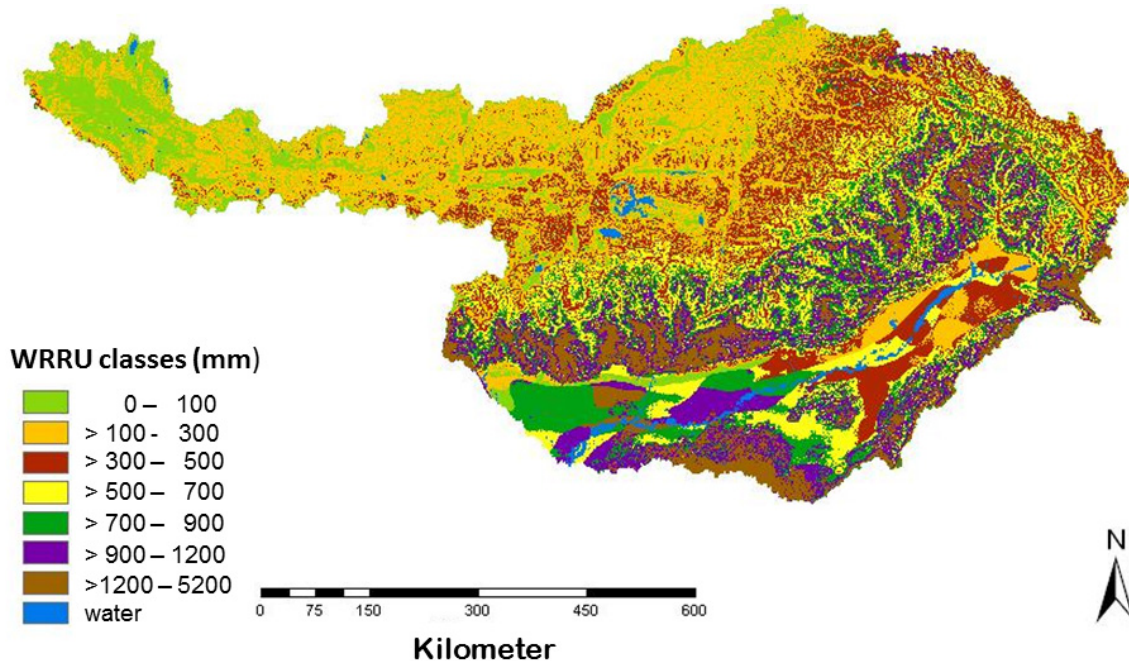 WRRU classes (mm)
0 – 100
> 100 - 300
> 300 – 500
> 500 – 700
> 700 – 900
> 900 – 1200
>1200 – 5200
water
N
0 75 150 300 450 600
Kilometer